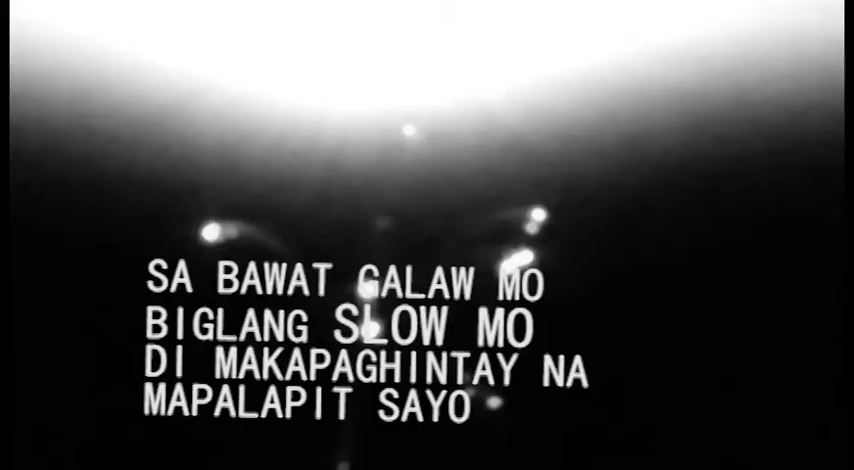 SA BAWAT GALAW MO
BIGLANG SLOW MO
DI MAKAPAGHINTAY NA
MAPALAPIT SAYO